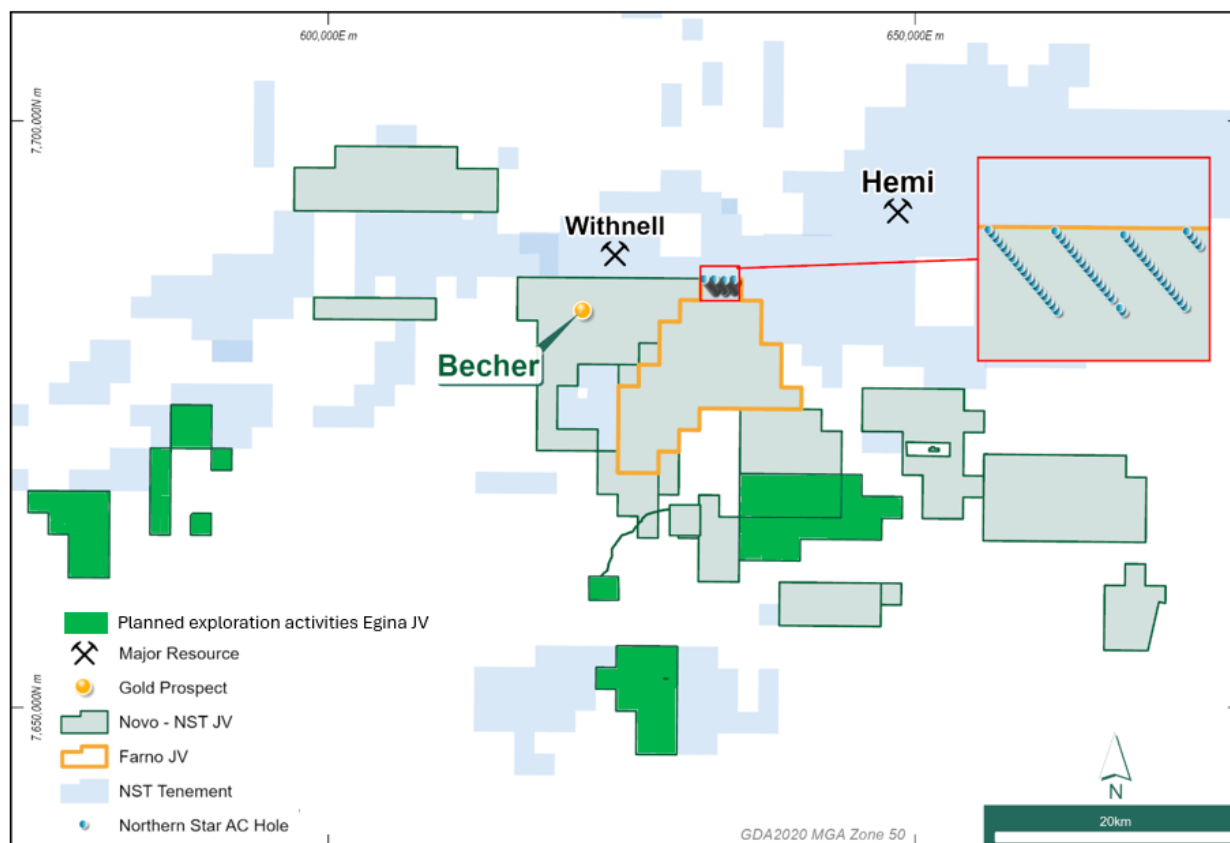 600,000E m
650,000E m
7,700,000N m
Hemi
Withnell
Becher
Planned exploration activities Egina JV
Major Resource
Gold Prospect
Novo - NST JV
Farno JV
NST Tenement
Northern Star AC Hole
7,650,000N m
N
20km
GDA2020 MGA Zone 50